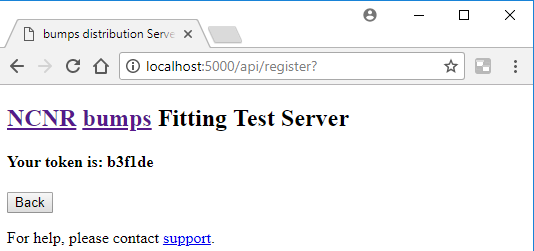 bumps distribution Serve
localhost:5000/api/register?
NCNR bumps Fitting Test Server
Your token is: b3f1de
Back
For help, please contact support.